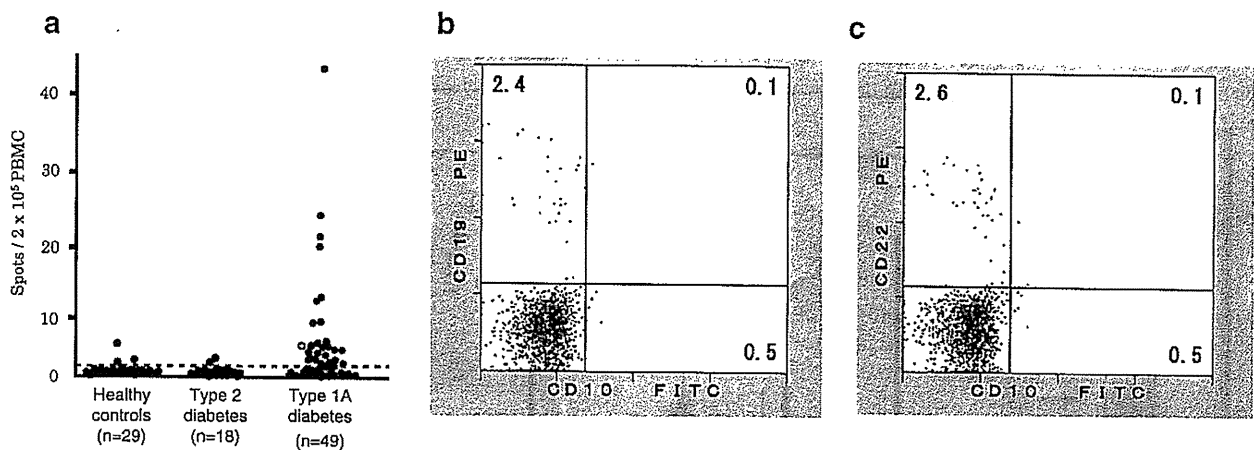 a
Spots / 2 x 10⁵ PBMC
40
30
20
10
0
Healthy controls (n=29)
Type 2 diabetes (n=18)
Type 1A diabetes (n=49)
b
2.4
0.1
0.5
CD19 PE
CD10 FITC
c
2.6
0.1
0.5
CD22 PE
CD10 FITC